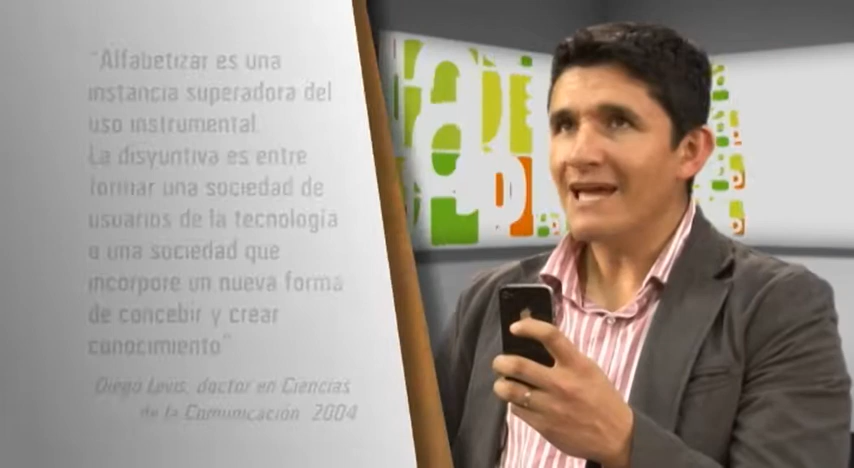 "Alfabetizar es una
instancia superadora del
uso instrumental.
La disyuntiva es entre
formar una sociedad de
usuarios de la tecnología
o una sociedad que
incorpore un nueva forma
de concebir y crear
conocimiento"
Diego Levis, doctor en Ciencias
de la Comunicación 2004